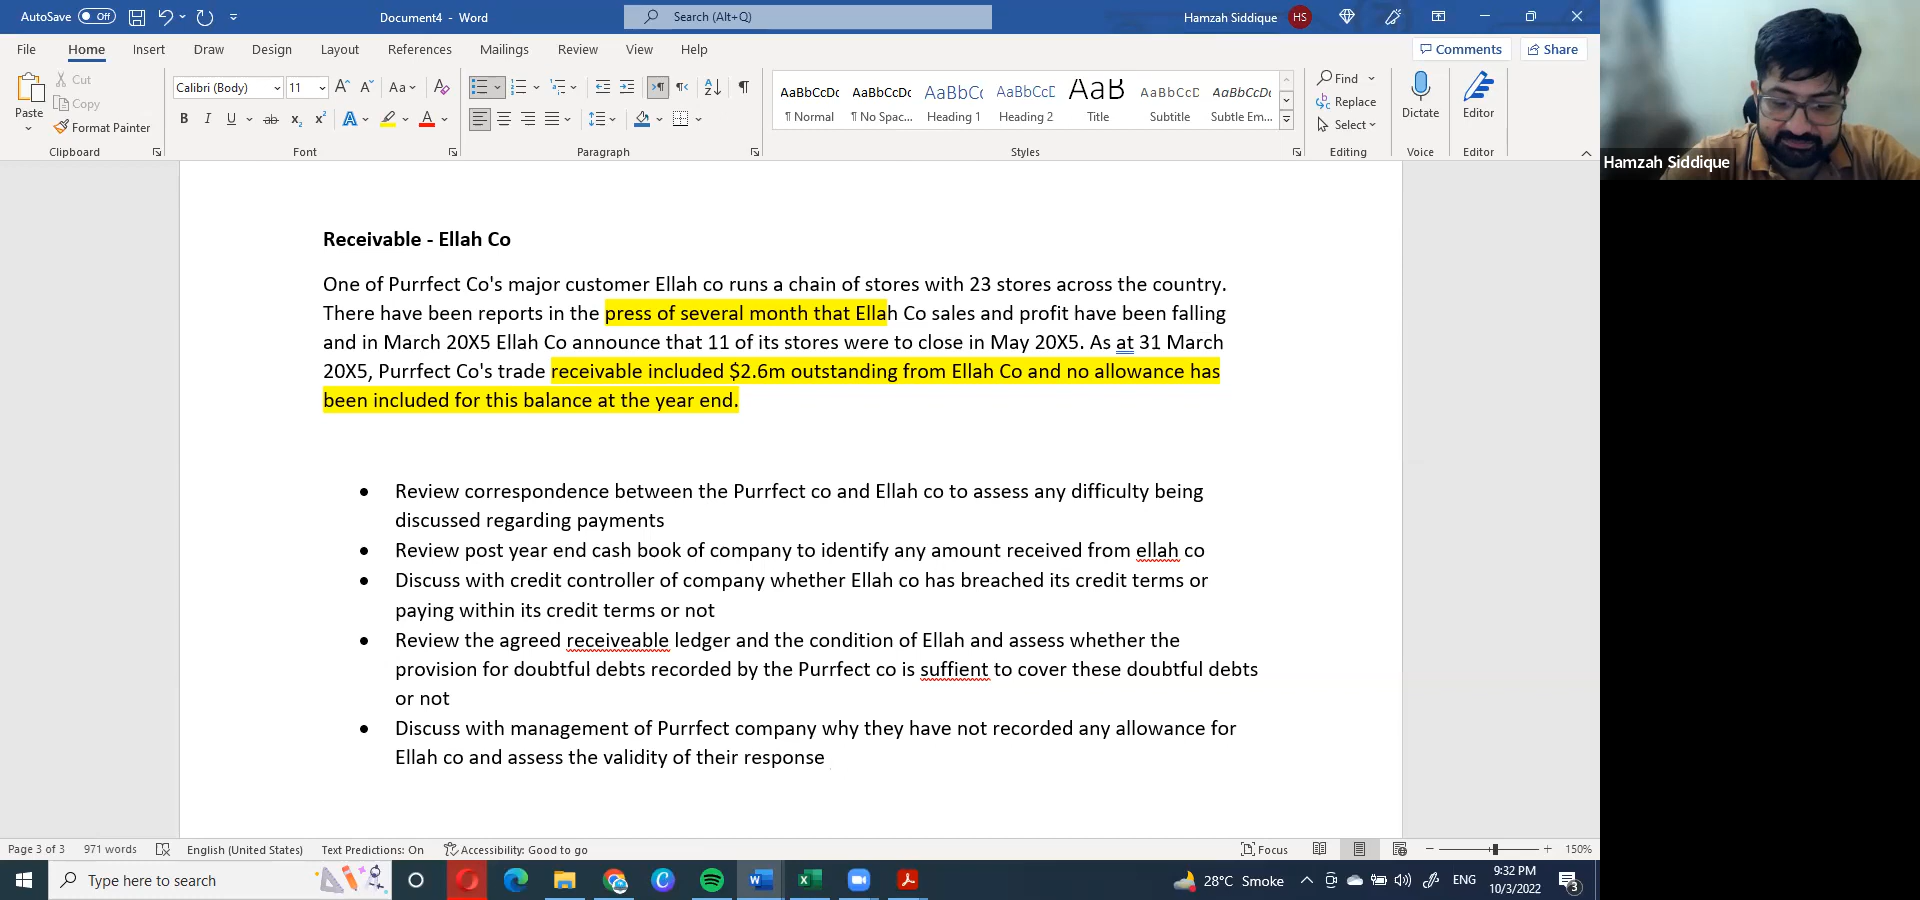 AutoSave Off Document4 - Word Search (Alt+Q) Hamzah Siddique HS
File Home Insert Draw Design Layout References Mailings Review View Help Comments Share
Paste Cut Copy Format Painter Clipboard
Calibri (Body) 11 Aa Font
Paragraph
AaBbCcDc AaBbCcDc AaBbCc AaBbCcD AaB AaBbCcD AaBbCcDc
¶ Normal ¶ No Spac... Heading 1 Heading 2 Title Subtitle Subtle Em...
Styles
Find Replace Select Editing
Dictate Voice
Editor Editor
Hamzah Siddique
Receivable - Ellah Co
One of Purrfect Co's major customer Ellah co runs a chain of stores with 23 stores across the country.
There have been reports in the press of several month that Ellah Co sales and profit have been falling
and in March 20X5 Ellah Co announce that 11 of its stores were to close in May 20X5. As at 31 March
20X5, Purrfect Co's trade receivable included $2.6m outstanding from Ellah Co and no allowance has
been included for this balance at the year end.
• Review correspondence between the Purrfect co and Ellah co to assess any difficulty being
discussed regarding payments
• Review post year end cash book of company to identify any amount received from ellah co
• Discuss with credit controller of company whether Ellah co has breached its credit terms or
paying within its credit terms or not
• Review the agreed receiveable ledger and the condition of Ellah and assess whether the
provision for doubtful debts recorded by the Purrfect co is suffient to cover these doubtful debts
or not
• Discuss with management of Purrfect company why they have not recorded any allowance for
Ellah co and assess the validity of their response
Page 3 of 3 971 words English (United States) Text Predictions: On Accessibility: Good to go Focus 150%
Type here to search 28°C Smoke ENG 9:32 PM
10/3/2022 3